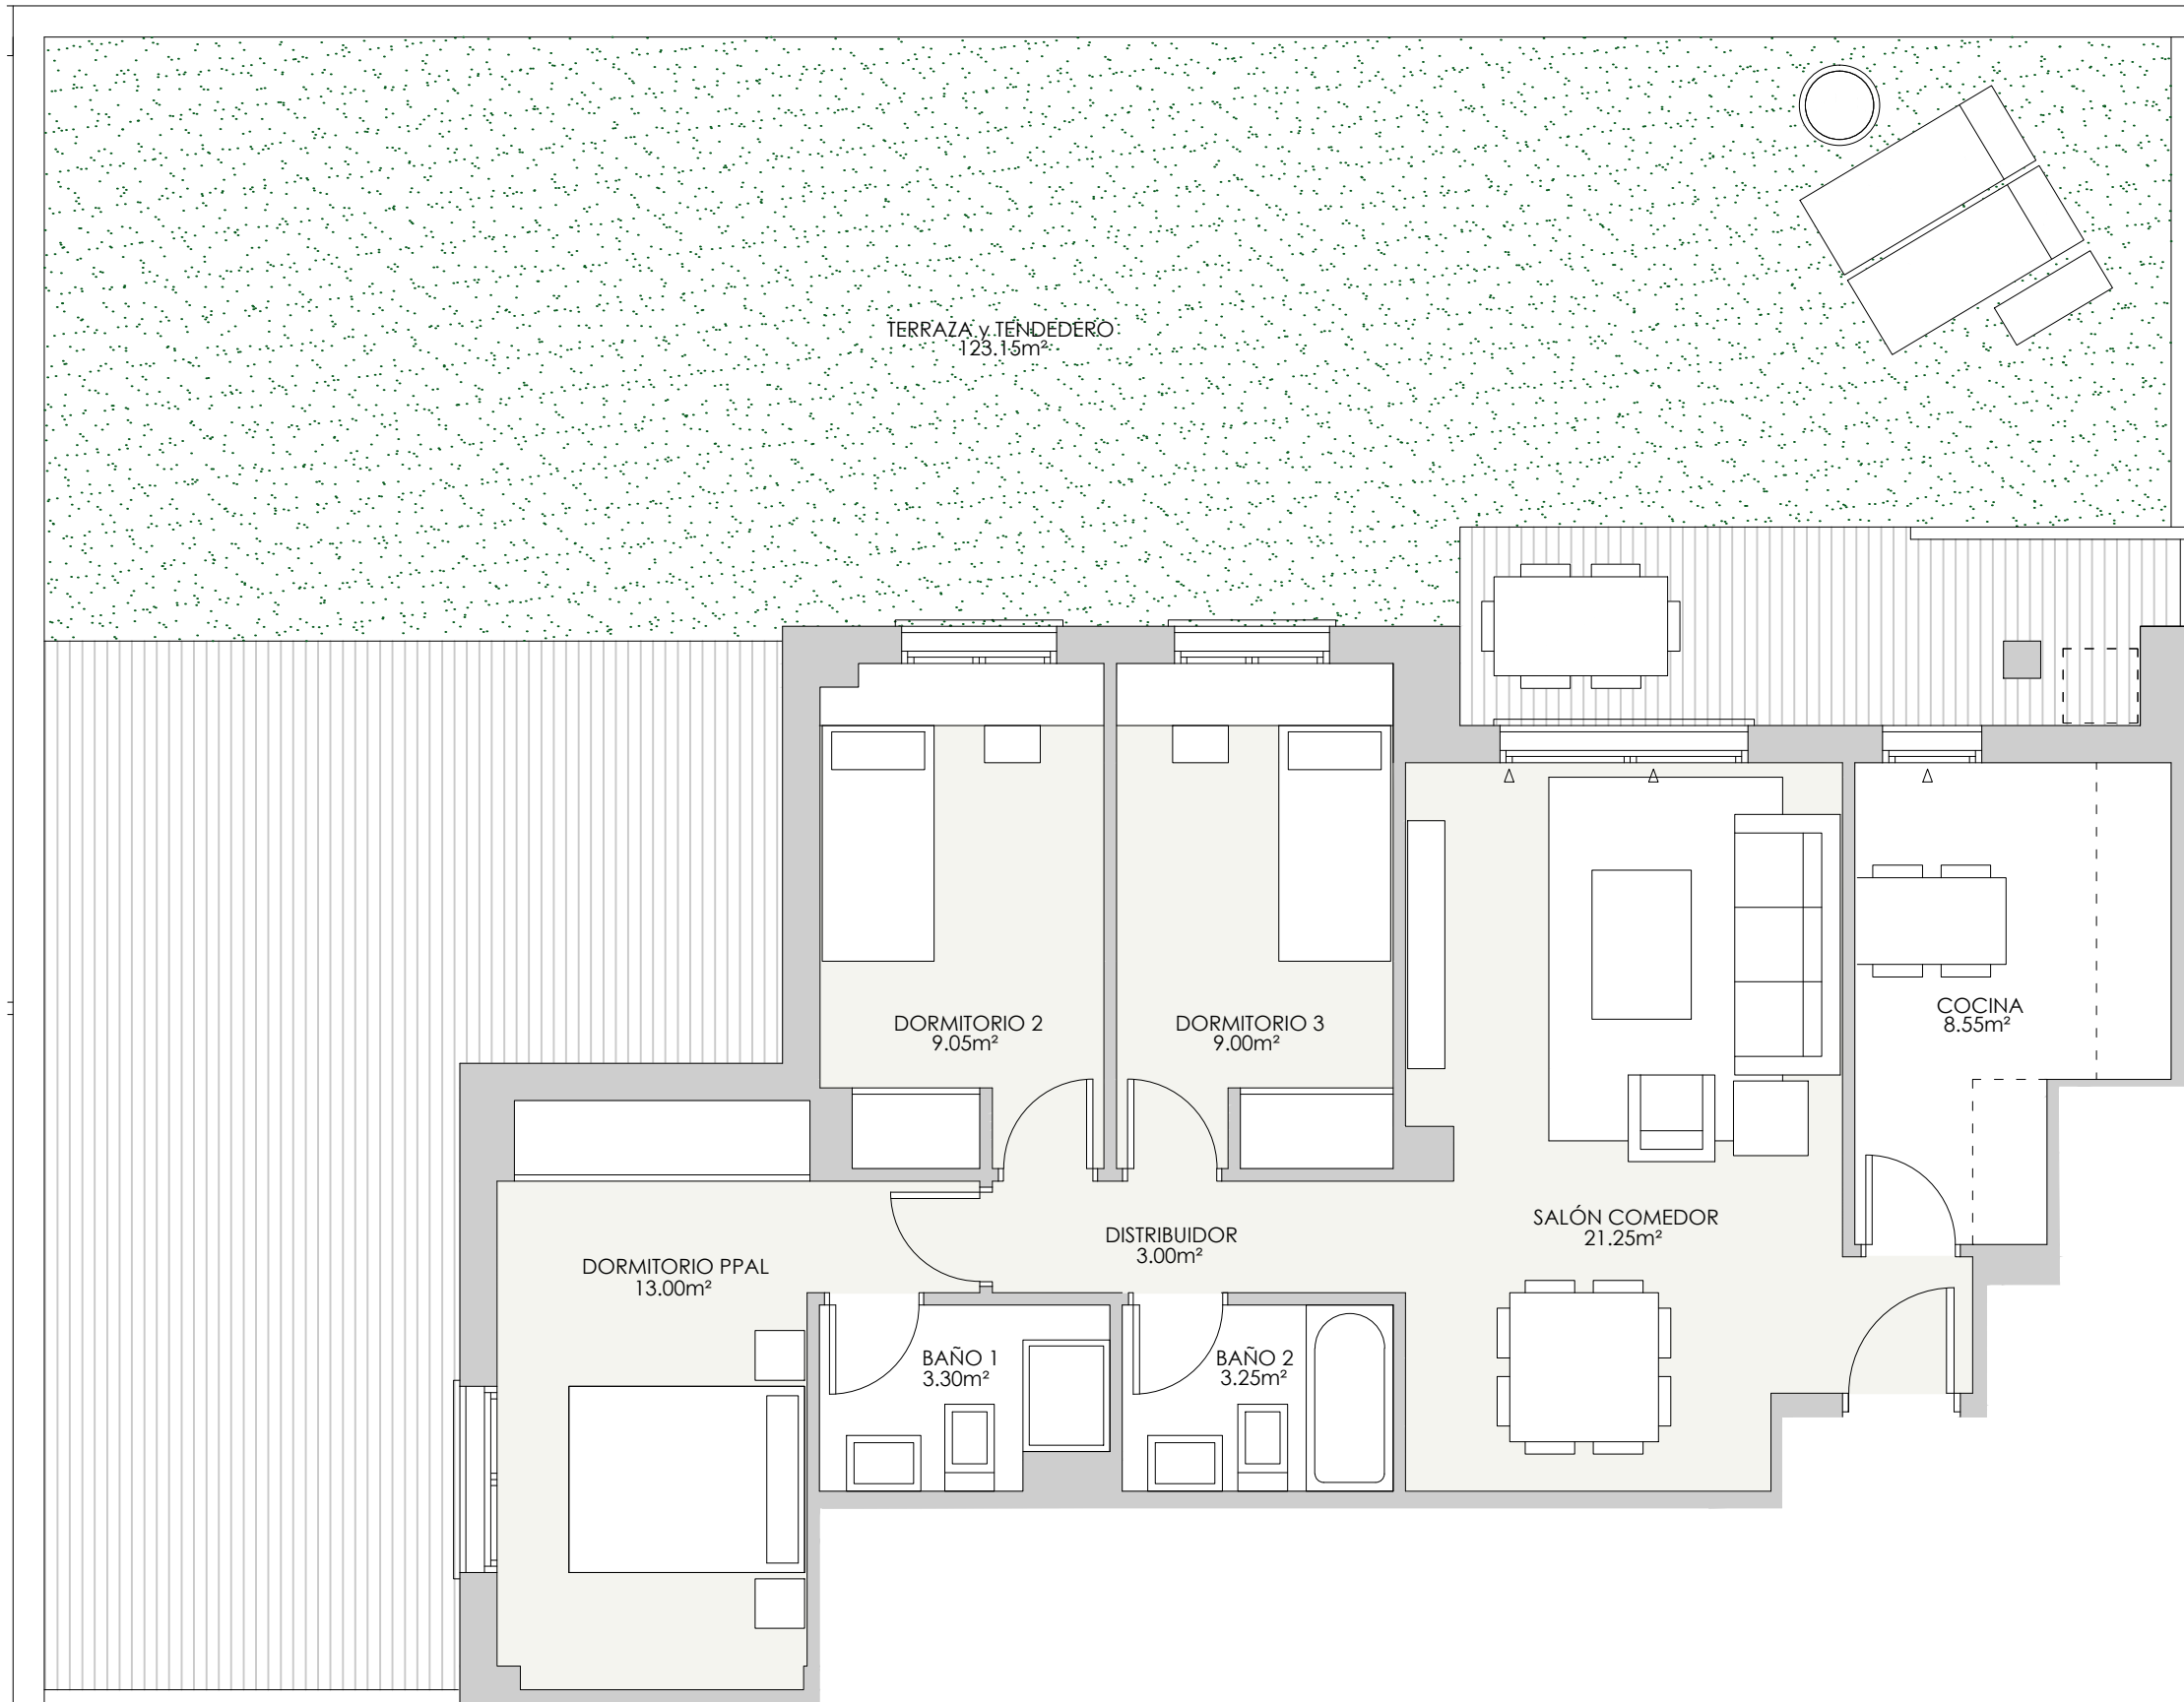 TERRAZA y TENDEDERO
123.15m²
DORMITORIO 2
9.05m²
DORMITORIO 3
9.00m²
COCINA
8.55m²
SALÓN COMEDOR
21.25m²
DISTRIBUIDOR
3.00m²
DORMITORIO PPAL
13.00m²
BAÑO 1
3.30m²
BAÑO 2
3.25m²